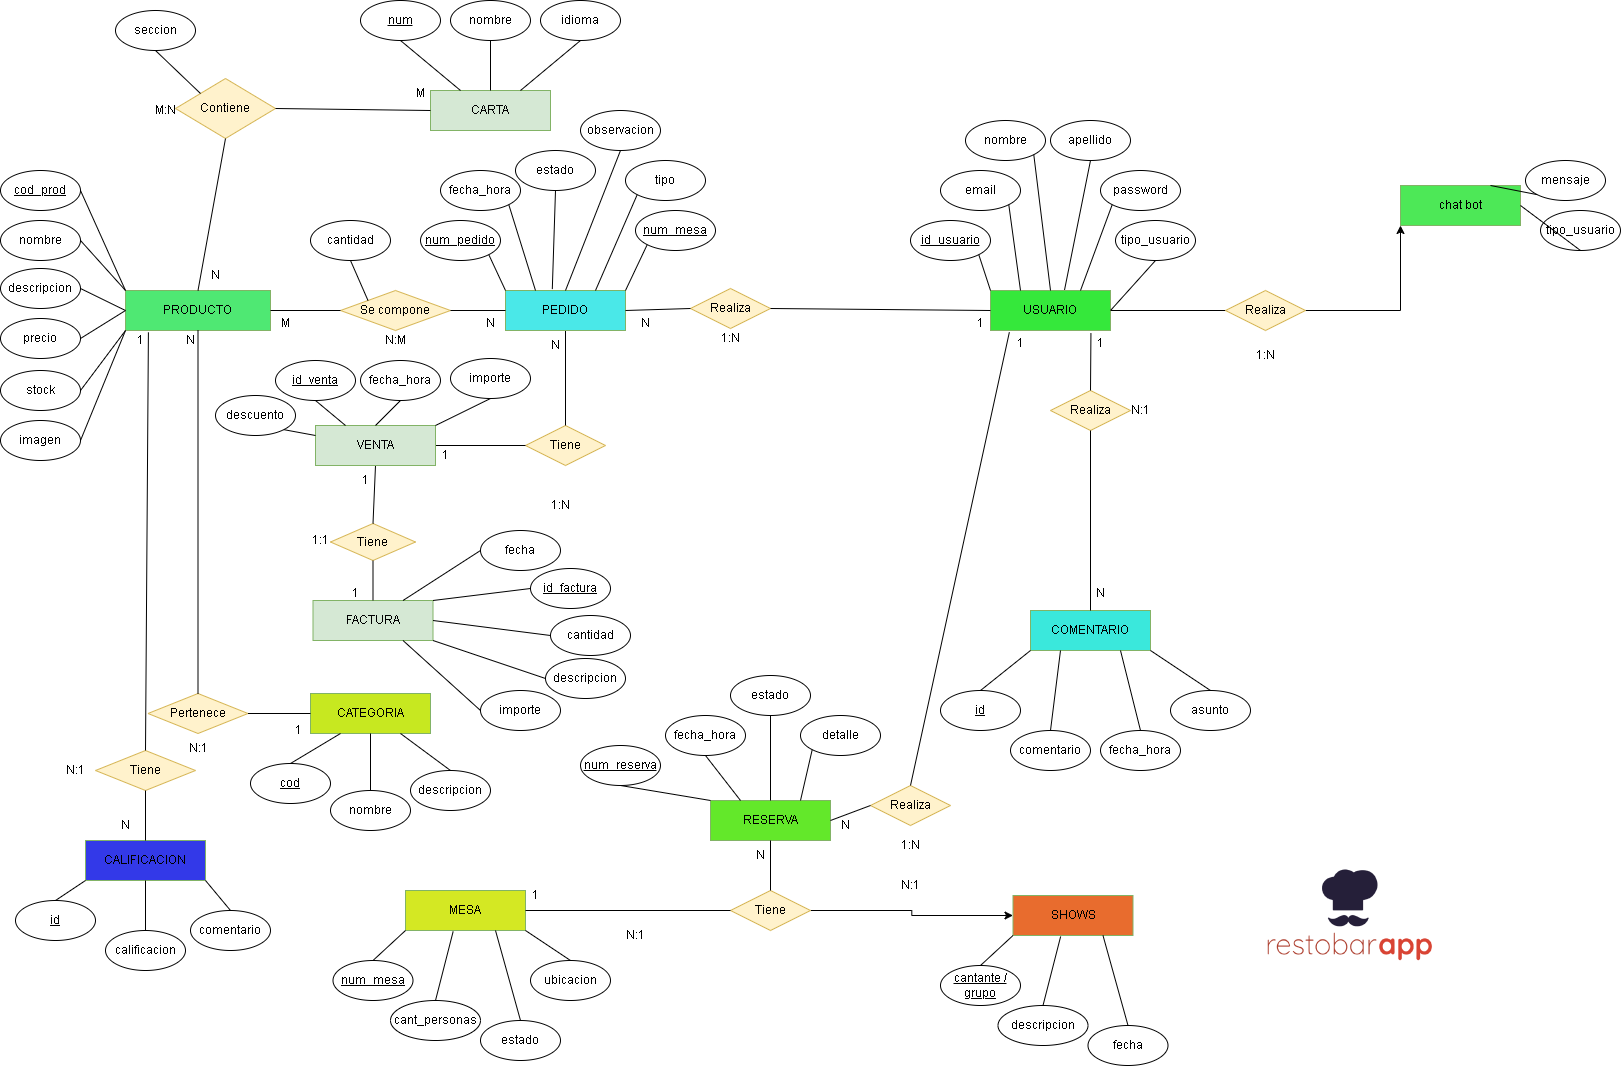 num
nombre
idioma
seccion
M
CARTA
M:N
Contiene
observacion
nombre
apellido
estado
mensaje
tipo
fecha_hora
email
password
cod_prod
chat bot
num_mesa
tipo_usuario
nombre
cantidad
num_pedido
id_usuario
tipo_usuario
N
descripcion
PRODUCTO
Se compone
PEDIDO
Realiza
USUARIO
Realiza
M
N
N
1
precio
1
N
N:M
1:N
N
1
1
1:N
id_venta
fecha_hora
importe
stock
descuento
Realiza
N:1
imagen
VENTA
1
Tiene
1
1:N
1:1
Tiene
fecha
1
id_factura
N
FACTURA
cantidad
COMENTARIO
descripcion
estado
id
asunto
Pertenece
CATEGORIA
importe
1
N:1
fecha_hora
detalle
comentario
fecha_hora
N:1
Tiene
num_reserva
cod
nombre
descripcion
N
RESERVA
N
Realiza
1:N
CALIFICACION
N
N:1
1
MESA
Tiene
SHOWS
id
calificacion
comentario
N:1
restobarapp
num_mesa
ubicacion
cantante /
grupo
cant_personas
descripcion
estado
fecha